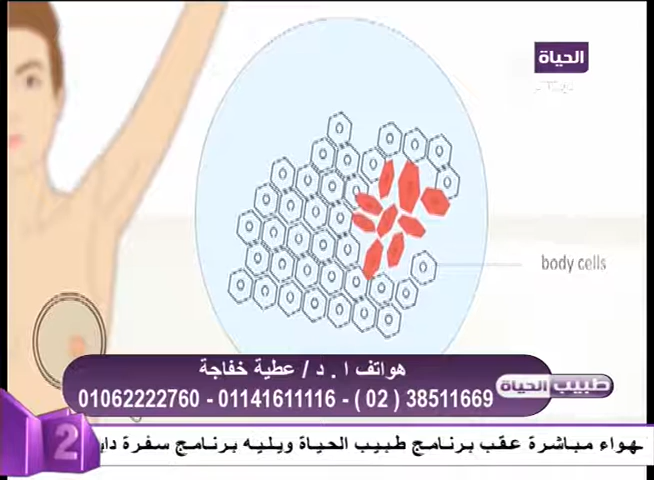 الحياة
body cells
هواتف ا . د / عطية خفاجة
01062222760 - 01141611116 - ( 02 ) 38511669
طبيب الحياة
2
هواء مباشرة عقب برنامج طبيب الحياة ويليه برنامج سفرة